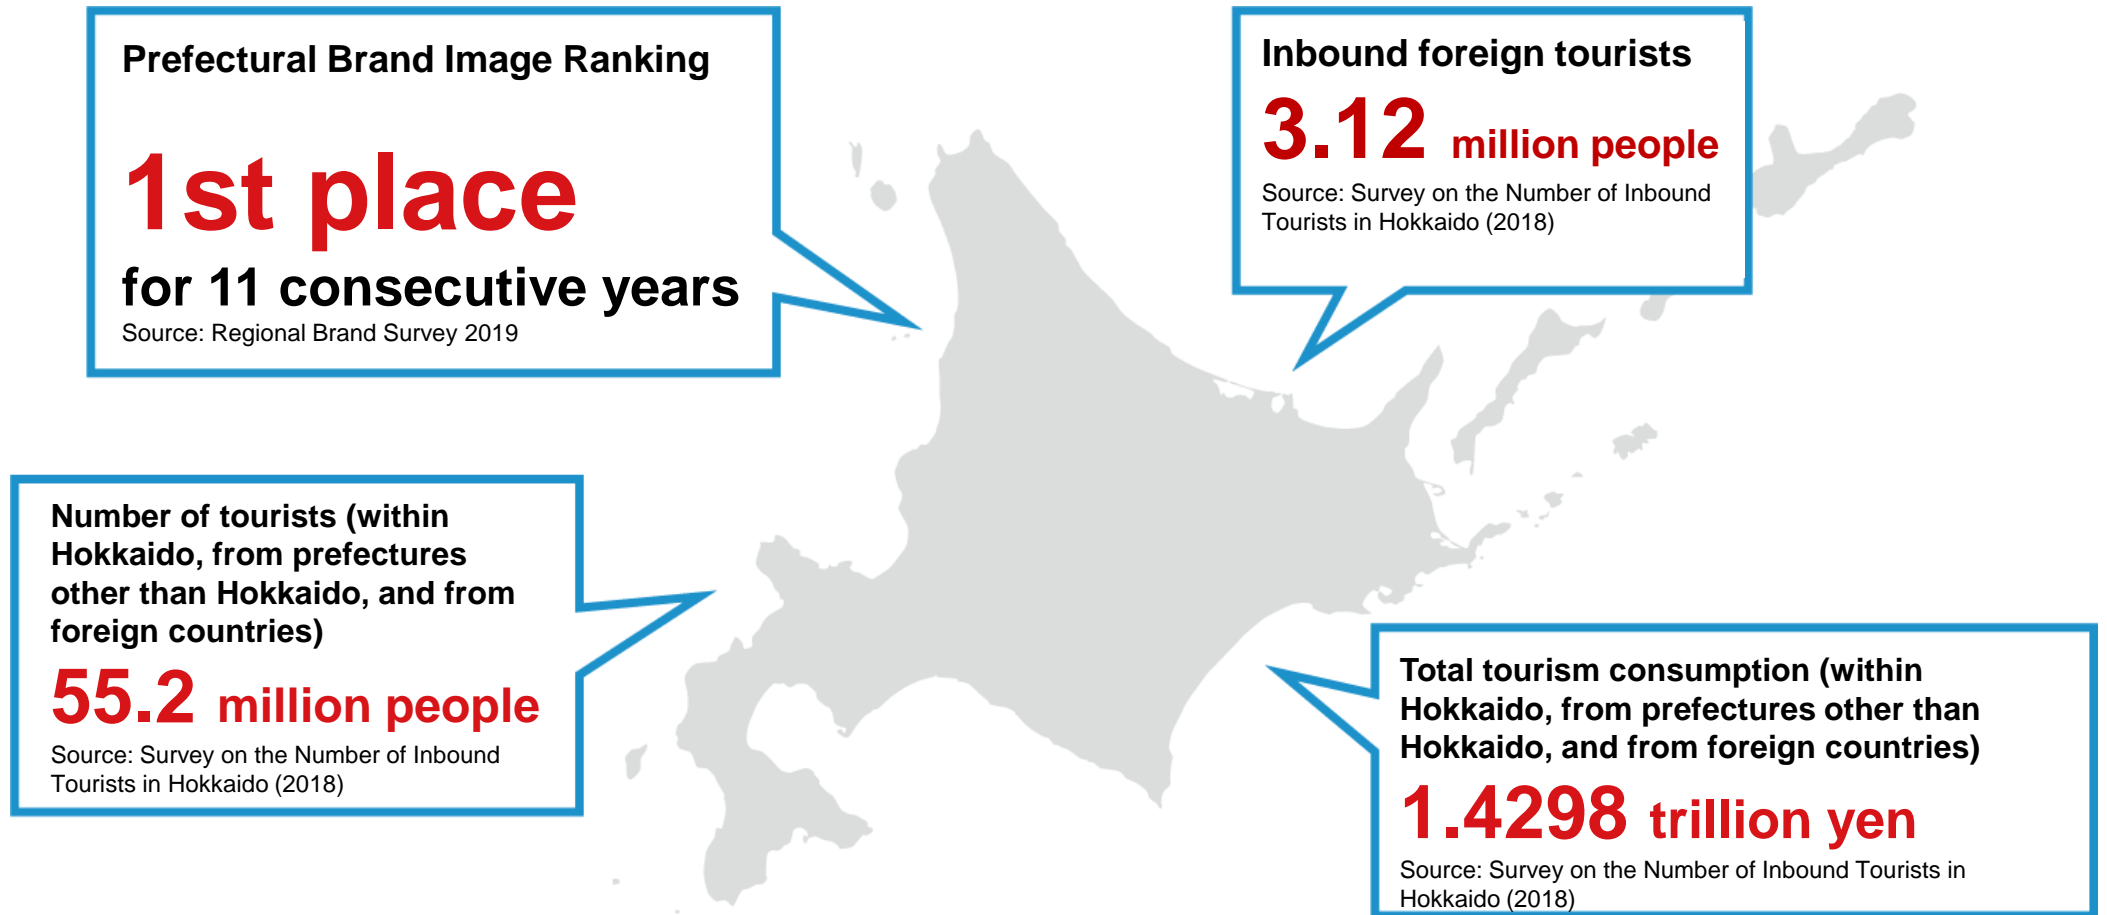 Prefectural Brand Image Ranking
1st place
for 11 consecutive years
Source: Regional Brand Survey 2019
Inbound foreign tourists
3.12 million people
Source: Survey on the Number of Inbound
Tourists in Hokkaido (2018)
Number of tourists (within
Hokkaido, from prefectures
other than Hokkaido, and from
foreign countries)
55.2 million people
Source: Survey on the Number of Inbound
Tourists in Hokkaido (2018)
Total tourism consumption (within
Hokkaido, from prefectures other than
Hokkaido, and from foreign countries)
1.4298 trillion yen
Source: Survey on the Number of Inbound Tourists in
Hokkaido (2018)